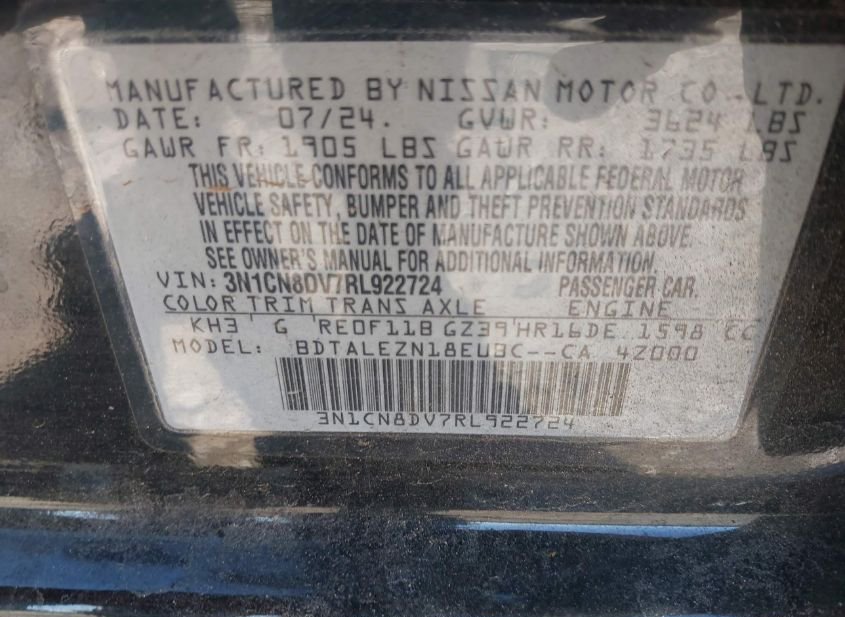 MANUFACTURED BY NISSAN MOTOR CO.,LTD.
DATE: 07/24. GVWR: 3624 LBS
GAWR FR: 1905 LBS GAWR RR: 1735 LBS
THIS VEHICLE CONFORMS TO ALL APPLICABLE FEDERAL MOTOR
VEHICLE SAFETY, BUMPER AND THEFT PREVENTION STANDARDS
IN EFFECT ON THE DATE OF MANUFACTURE SHOWN ABOVE.
SEE OWNER'S MANUAL FOR ADDITIONAL INFORMATION.
VIN: 3N1CN8DV7RL922724 PASSENGER CAR.
COLOR TRIM TRANS AXLE ENGINE
KH3 G RE0F11B GZ39 HR16DE 1598 CC
MODEL: BDTALEZN18EUBC--CA 4Z000
3N1CN8DV7RL922724